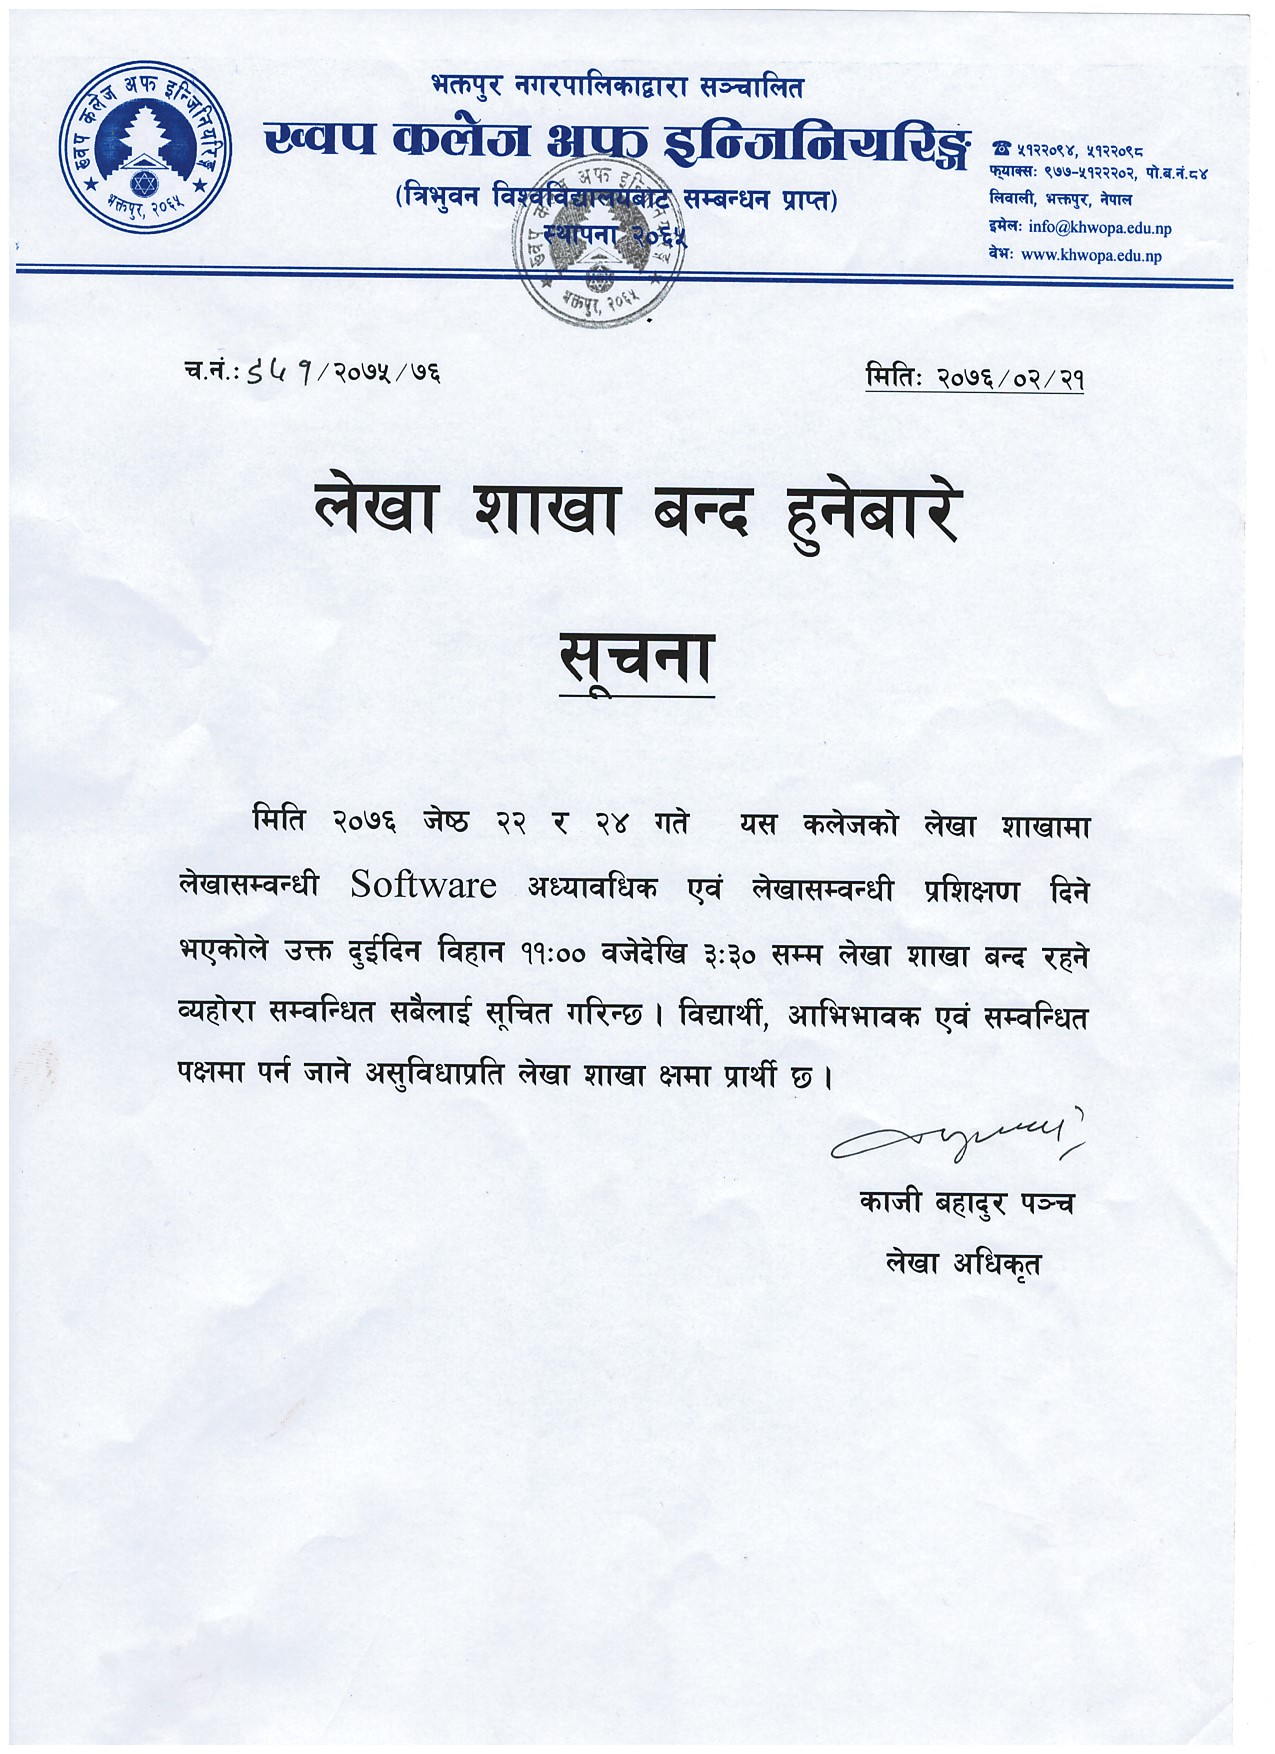 ख्वप कलेज अफ इन्जिनियरिङ्ग
भक्तपुर, २०६५
भक्तपुर नगरपालिकाद्वारा सञ्चालित
ख्वप कलेज अफ इन्जिनियरिङ्ग
(त्रिभुवन विश्वविद्यालयबाट सम्बन्धन प्राप्त)
स्थापना २०६५
☎ ५१२२०९४, ५१२२०९८
फ्याक्सः ९७७-५१२२२०२, पो.ब.नं.८४
लिवाली, भक्तपुर, नेपाल
इमेलः info@khwopa.edu.np
वेभः www.khwopa.edu.np
भक्तपुर, २०६५
च.नं.: ९५१/२०७५/७६
मितिः २०७६/०२/२१
लेखा शाखा बन्द हुनेबारे
सूचना
मिति २०७६ जेष्ठ २२ र २४ गते यस कलेजको लेखा शाखामा
लेखासम्वन्धी Software अध्यावधिक एवं लेखासम्वन्धी प्रशिक्षण दिने
भएकोले उक्त दुईदिन विहान ११:०० वजेदेखि ३:३० सम्म लेखा शाखा बन्द रहने
व्यहोरा सम्वन्धित सबैलाई सूचित गरिन्छ । विद्यार्थी, आभिभावक एवं सम्वन्धित
पक्षमा पर्न जाने असुविधाप्रति लेखा शाखा क्षमा प्रार्थी छ ।
काजी बहादुर पञ्च
लेखा अधिकृत